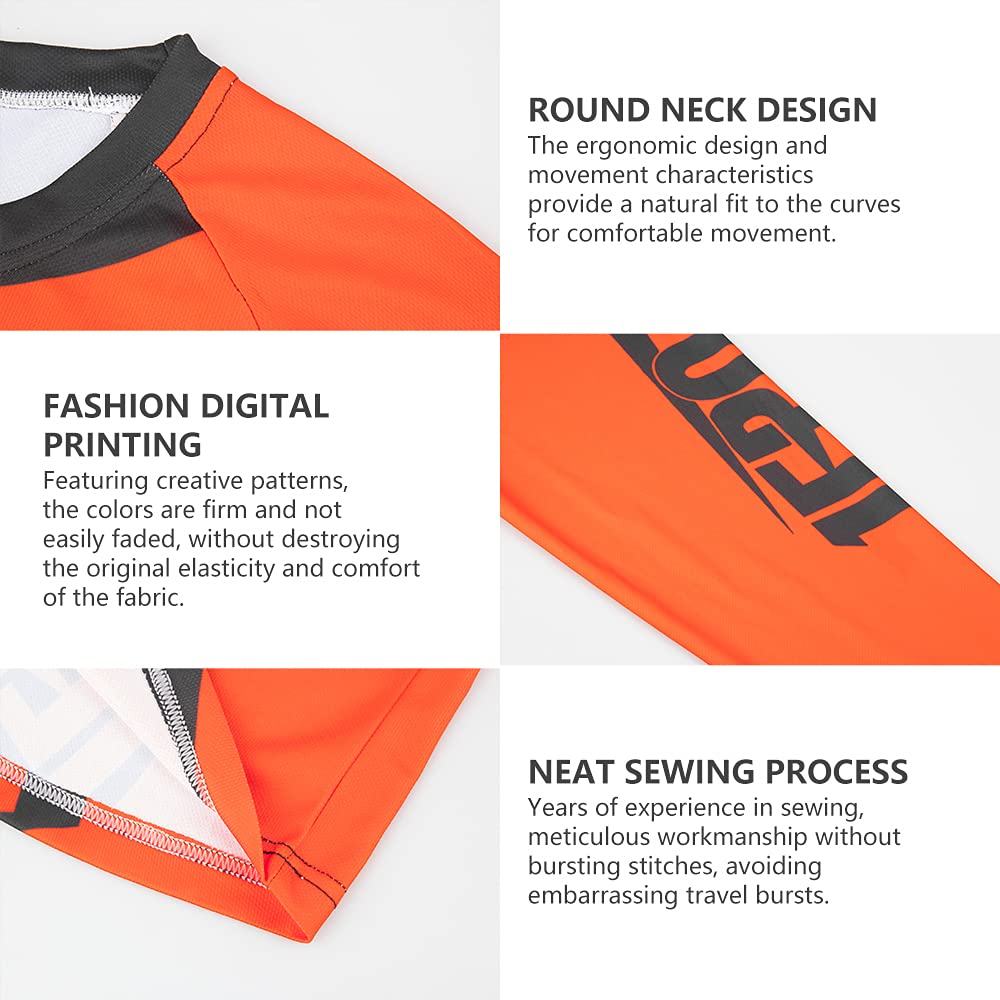 ROUND NECK DESIGN
The ergonomic design and
movement characteristics
provide a natural fit to the curves
for comfortable movement.
FASHION DIGITAL
PRINTING
Featuring creative patterns,
the colors are firm and not
easily faded, without destroying
the original elasticity and comfort
of the fabric.
NEAT SEWING PROCESS
Years of experience in sewing,
meticulous workmanship without
bursting stitches, avoiding
embarrassing travel bursts.